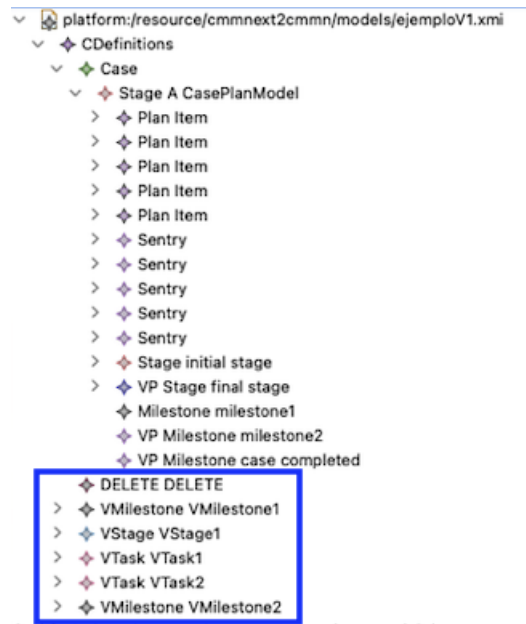 platform:/resource/cmmnext2cmmn/models/ejemploV1.xmi
CDefinitions
Case
Stage A CasePlanModel
Plan Item
Plan Item
Plan Item
Plan Item
Plan Item
Sentry
Sentry
Sentry
Sentry
Sentry
Stage initial stage
VP Stage final stage
Milestone milestone1
VP Milestone milestone2
VP Milestone case completed
DELETE DELETE
VMilestone VMilestone1
VStage VStage1
VTask VTask1
VTask VTask2
VMilestone VMilestone2